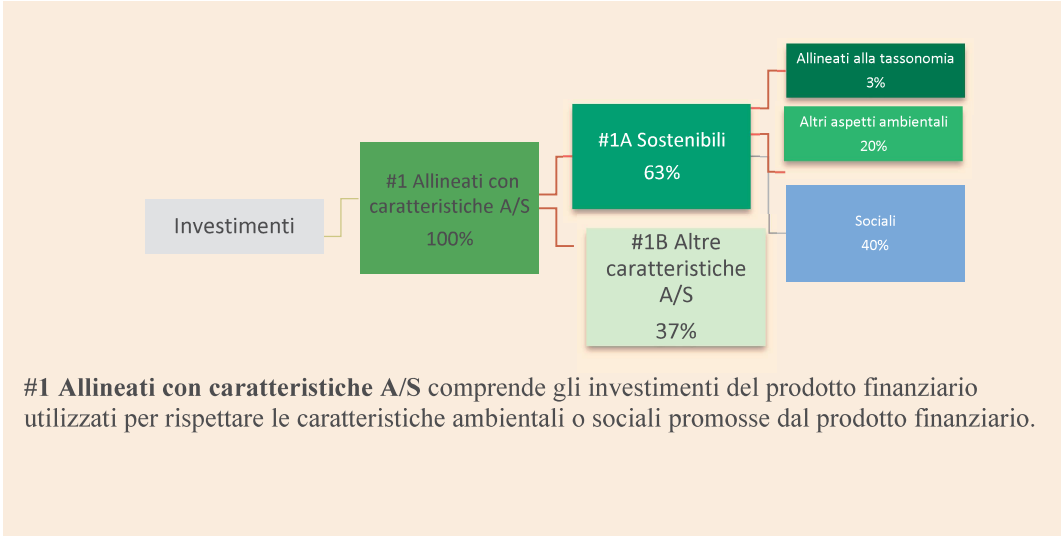 Investimenti
#1 Allineati con
caratteristiche A/S
100%
#1A Sostenibili
63%
#1B Altre
caratteristiche
A/S
37%
Allineati alla tassonomia
3%
Altri aspetti ambientali
20%
Sociali
40%
#1 Allineati con caratteristiche A/S comprende gli investimenti del prodotto finanziario
utilizzati per rispettare le caratteristiche ambientali o sociali promosse dal prodotto finanziario.